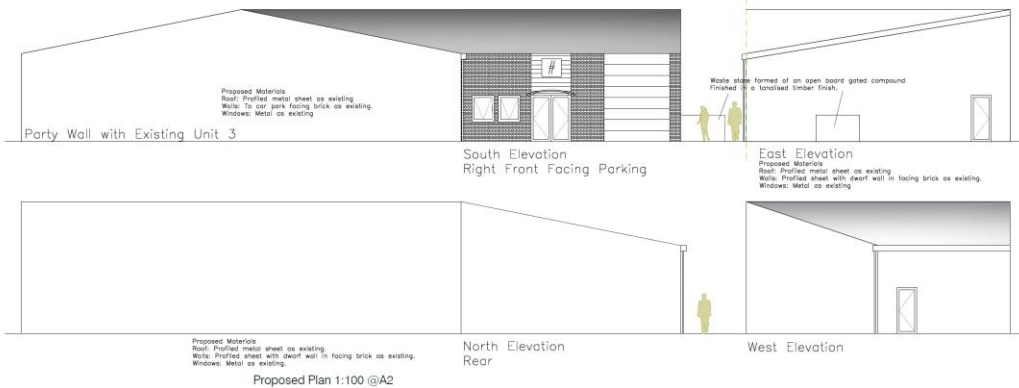 Proposed Materials
Roof: Profiled metal sheet as existing
Walls: To car park facing brick as existing.
Windows: Metal as existing
Party Wall with Existing Unit 3
#
South Elevation
Right Front Facing Parking
Waste store formed of an open board gated compound
Finished in a tanalised timber finish.
East Elevation
Proposed Materials
Roof: Profiled metal sheet as existing
Walls: Profiled sheet with dwarf wall in facing brick as existing.
Windows: Metal as existing
Proposed Materials
Roof: Profiled metal sheet as existing.
Walls: Profiled sheet with dwarf wall in facing brick as existing.
Windows: Metal as existing.
North Elevation
Rear
West Elevation
Proposed Plan 1:100 @A2